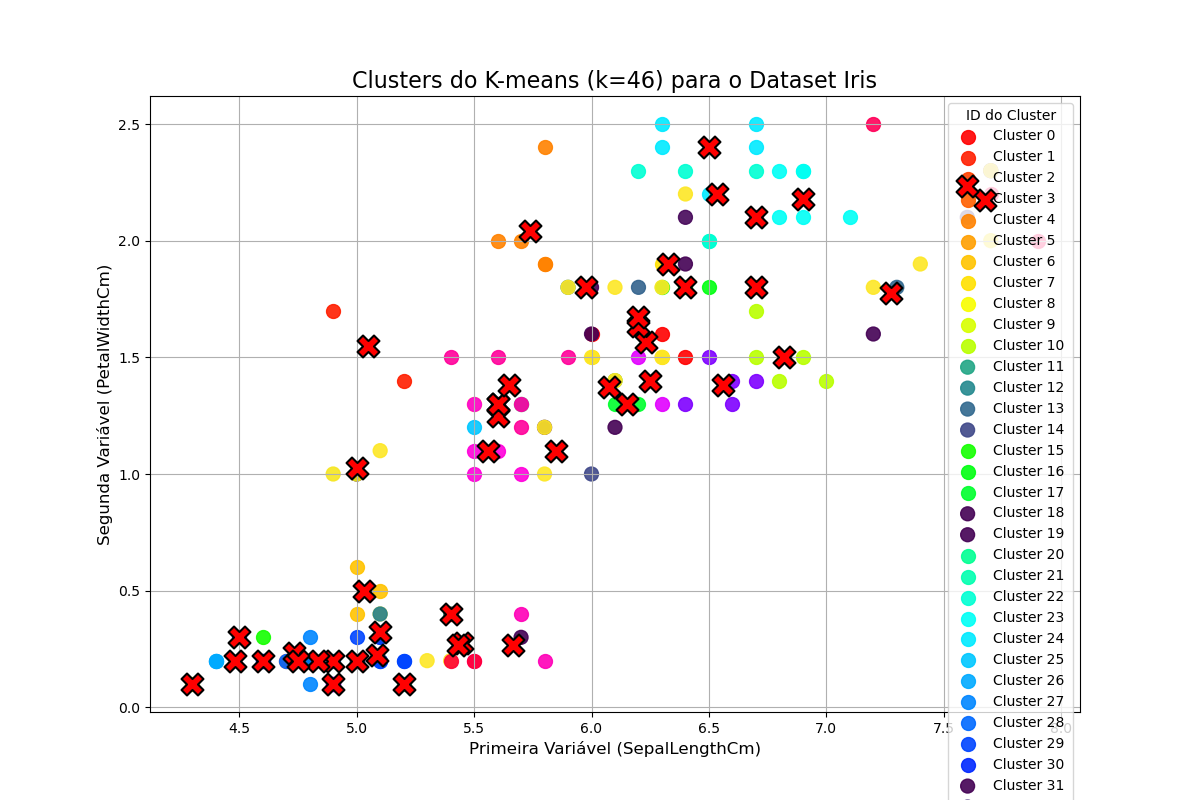 Clusters do K-means (k=46) para o Dataset Iris
Segunda Variável (PetalWidthCm)
2.5
2.0
1.5
1.0
0.5
0.0
4.5
5.0
5.5
6.0
6.5
7.0
7.5
8.0
Primeira Variável (SepalLengthCm)
ID do Cluster
Cluster 0
Cluster 1
Cluster 2
Cluster 3
Cluster 4
Cluster 5
Cluster 6
Cluster 7
Cluster 8
Cluster 9
Cluster 10
Cluster 11
Cluster 12
Cluster 13
Cluster 14
Cluster 15
Cluster 16
Cluster 17
Cluster 18
Cluster 19
Cluster 20
Cluster 21
Cluster 22
Cluster 23
Cluster 24
Cluster 25
Cluster 26
Cluster 27
Cluster 28
Cluster 29
Cluster 30
Cluster 31